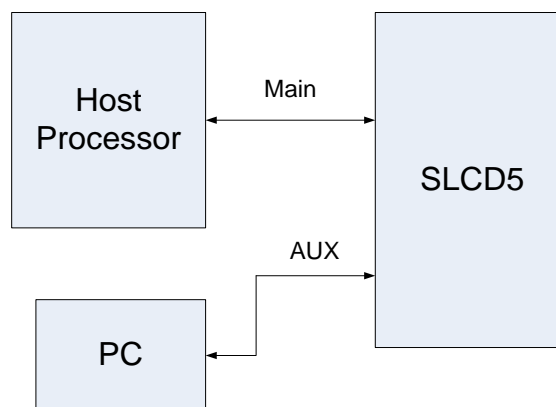 Host
Processor
Main
SLCD5
AUX
PC